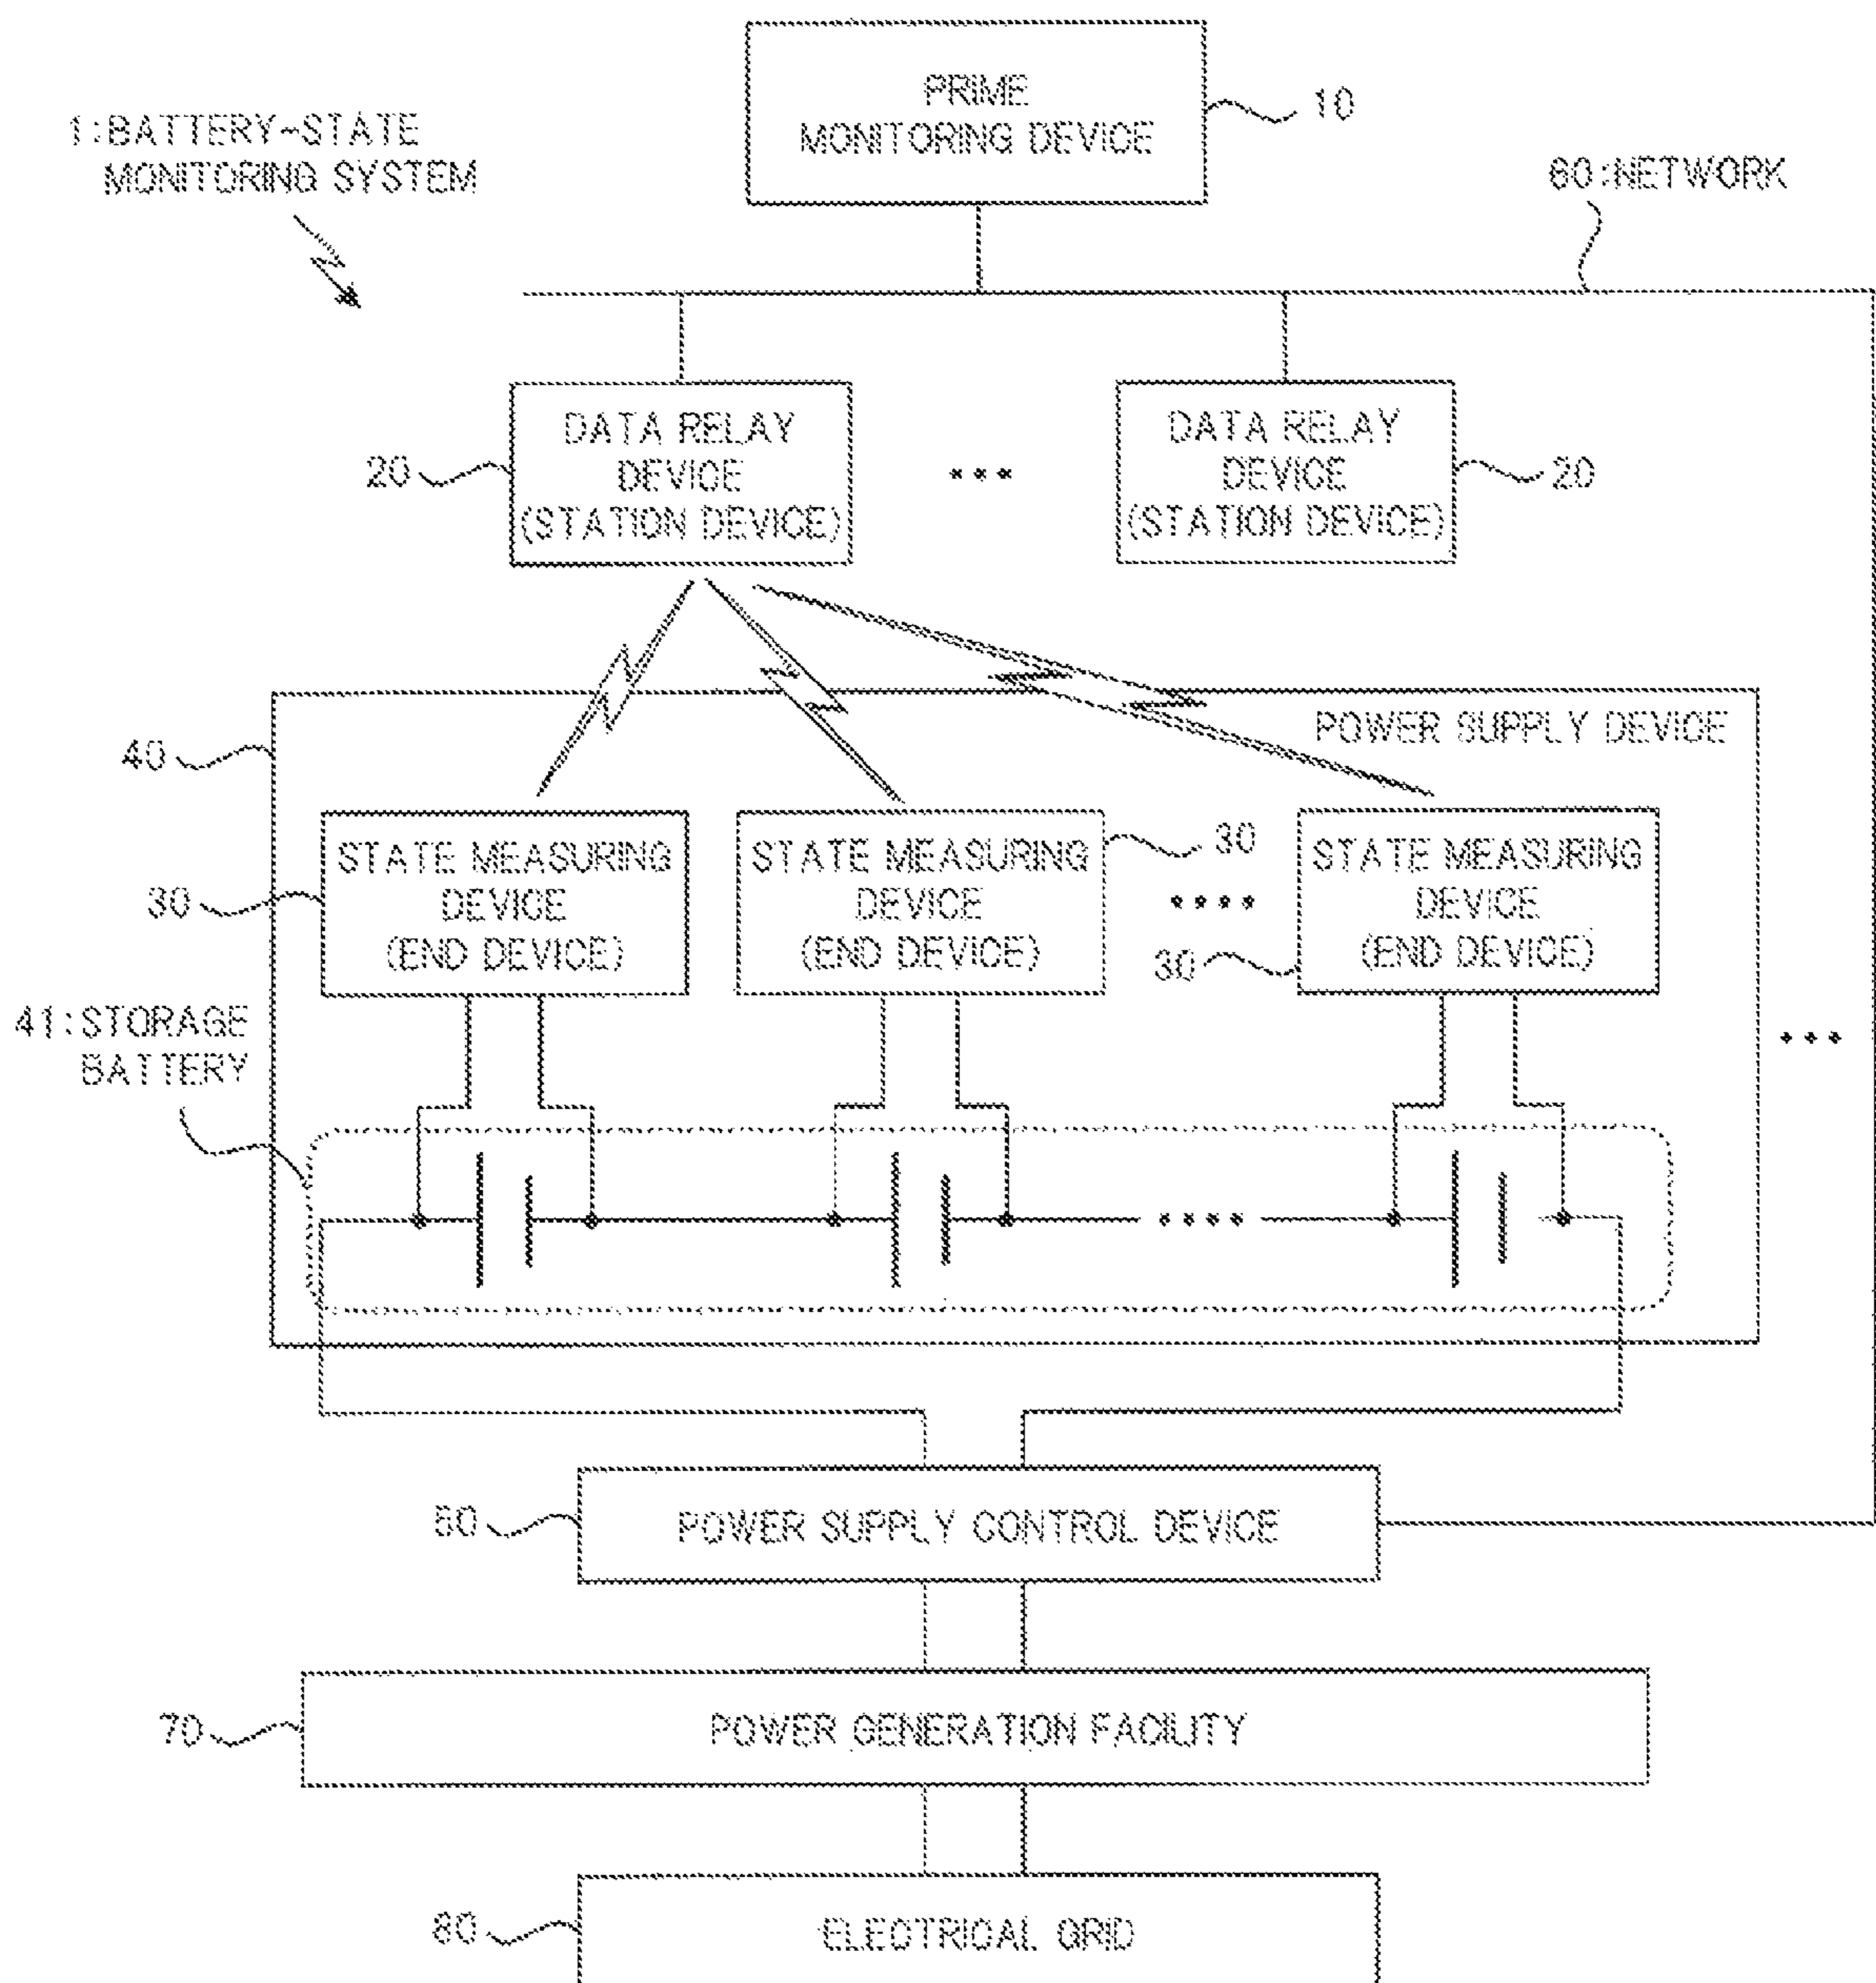 PRIME
MONITORING DEVICE
10
1:BATTERY-STATE
MONITORING SYSTEM
60:NETWORK
DATA RELAY
DEVICE
(STATION DEVICE)
20
...
DATA RELAY
DEVICE
(STATION DEVICE)
20
POWER SUPPLY DEVICE
40
STATE MEASURING
DEVICE
(END DEVICE)
30
STATE MEASURING
DEVICE
(END DEVICE)
30
....
STATE MEASURING
DEVICE
(END DEVICE)
30
41:STORAGE
BATTERY
...
....
50
POWER SUPPLY CONTROL DEVICE
70
POWER GENERATION FACILITY
80
ELECTRICAL GRID